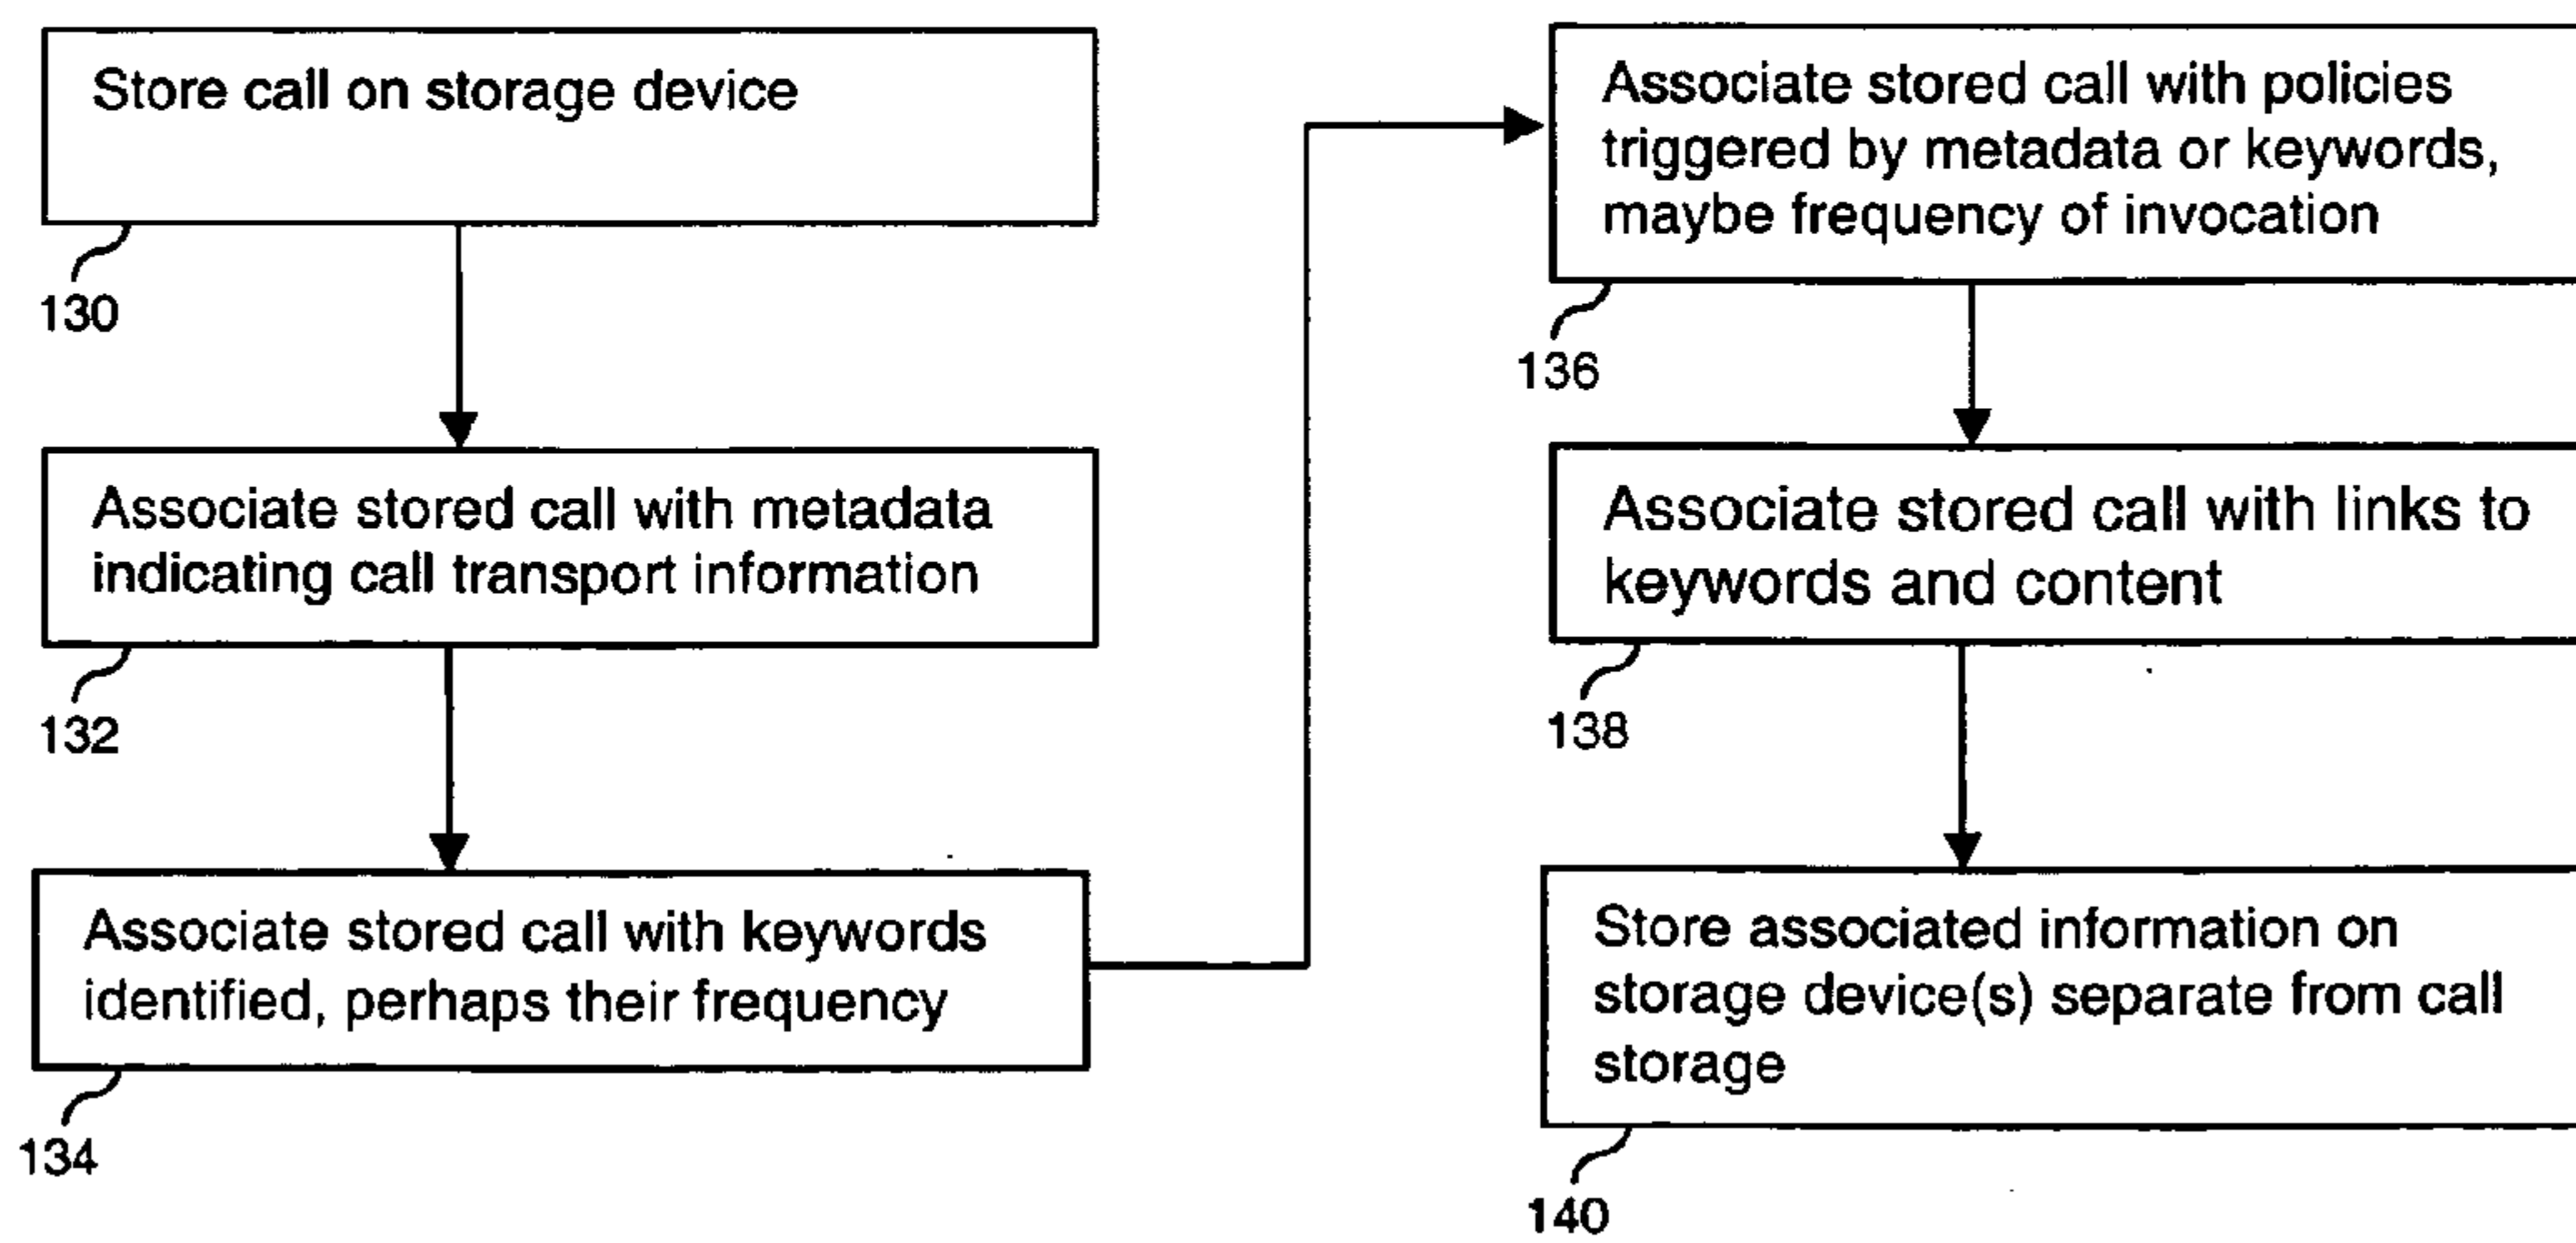 Store call on storage device
130
Associate stored call with metadata
indicating call transport information
132
Associate stored call with keywords
identified, perhaps their frequency
134
Associate stored call with policies
triggered by metadata or keywords,
maybe frequency of invocation
136
Associate stored call with links to
keywords and content
138
Store associated information on
storage device(s) separate from call
storage
140